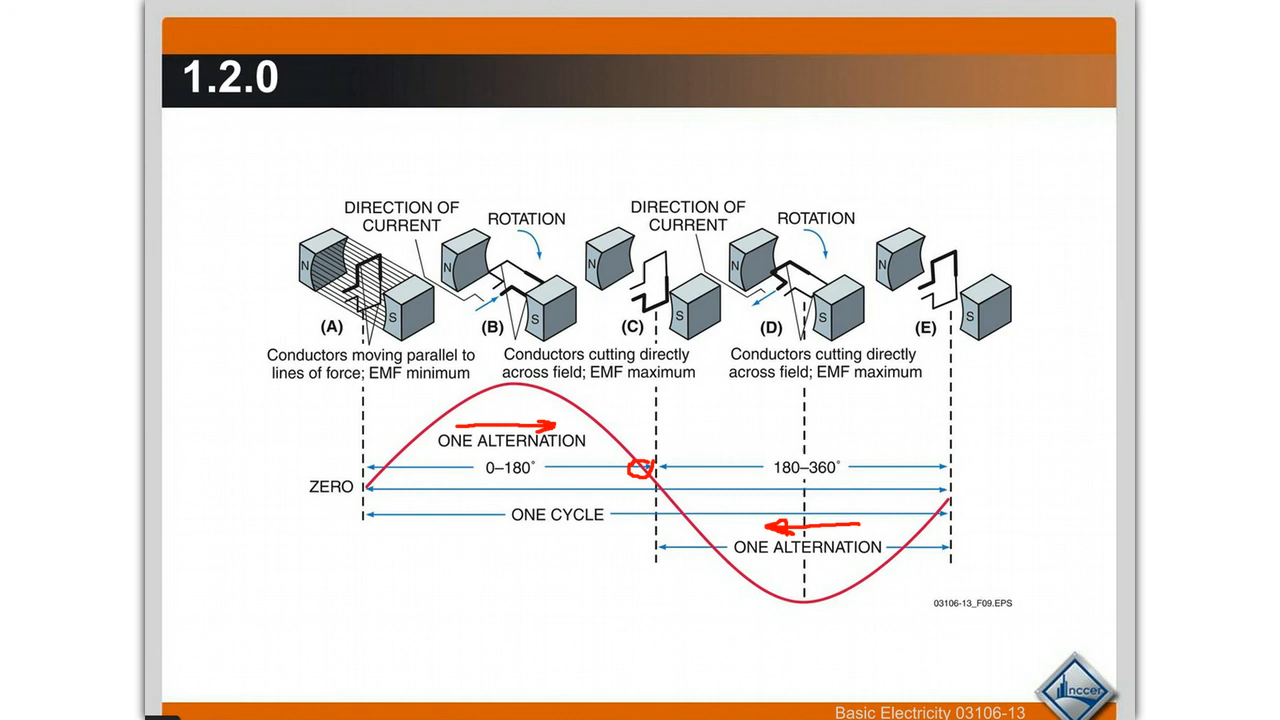 1.2.0
DIRECTION OF
CURRENT
ROTATION
DIRECTION OF
CURRENT
ROTATION
N
S
N
S
N
S
N
S
N
S
(A)
(B)
(C)
(D)
(E)
Conductors moving parallel to
lines of force; EMF minimum
Conductors cutting directly
across field; EMF maximum
Conductors cutting directly
across field; EMF maximum
ONE ALTERNATION
0–180°
180–360°
ZERO
ONE CYCLE
ONE ALTERNATION
03106-13_F09.EPS
nccer
Basic Electricity 03106-13